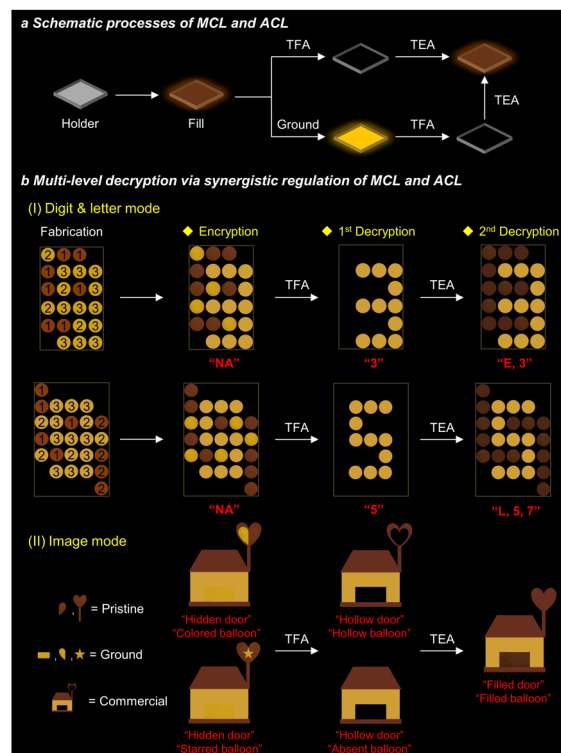 a Schematic processes of MCL and ACL
TFA
TEA
Holder
Fill
Ground
TFA
TEA
b Multi-level decryption via synergistic regulation of MCL and ACL
(I) Digit & letter mode
Fabrication
◆ Encryption
◆ 1st Decryption
◆ 2nd Decryption
2 1 1
1 3 3 3
1 2 1 3
2 3 3 3
1 1 2 3
3 3 3
TFA
TEA
"NA"
"3"
"E, 3"
1
1 3 3 3
2 3 1 2 2
1 3 3 3 2
2 1 2 3 2
3 3 3 2
2
TFA
TEA
"NA"
"5"
"L, 5, 7"
(II) Image mode
, = Pristine
, , = Ground
= Commercial
"Hidden door"
"Colored balloon"
"Hollow door"
"Hollow balloon"
TFA
TEA
"Hidden door"
"Starred balloon"
"Hollow door"
"Absent balloon"
"Filled door"
"Filled balloon"